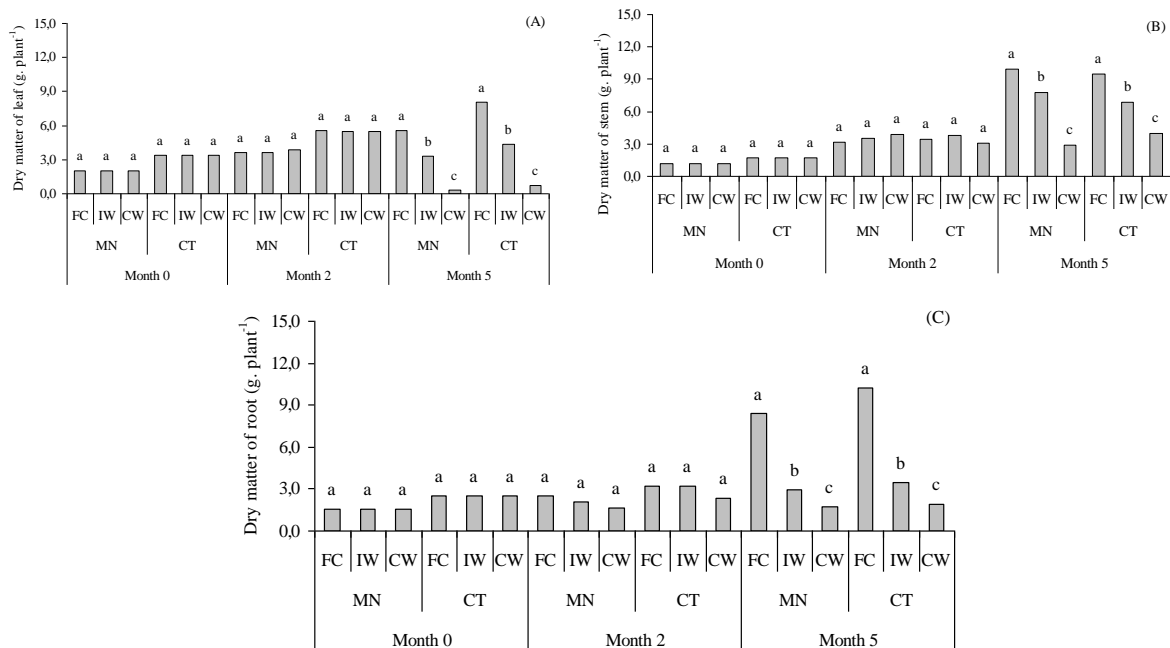 (A)
Dry matter of leaf (g. plant⁻¹)
15,0
12,0
9,0
6,0
3,0
0,0
a a a a a a a a a a a a a b c a b c
FC IW CW FC IW CW FC IW CW FC IW CW FC IW CW FC IW CW
MN CT MN CT MN CT
Month 0 Month 2 Month 5
(B)
Dry matter of stem (g. plant⁻¹)
15,0
12,0
9,0
6,0
3,0
0,0
a a a a a a a a a a a a a b c a b c
FC IW CW FC IW CW FC IW CW FC IW CW FC IW CW FC IW CW
MN CT MN CT MN CT
Month 0 Month 2 Month 5
(C)
Dry matter of root (g. plant⁻¹)
15,0
12,0
9,0
6,0
3,0
0,0
a a a a a a a a a a a a a b c a b c
FC IW CW FC IW CW FC IW CW FC IW CW FC IW CW FC IW CW
MN CT MN CT MN CT
Month 0 Month 2 Month 5